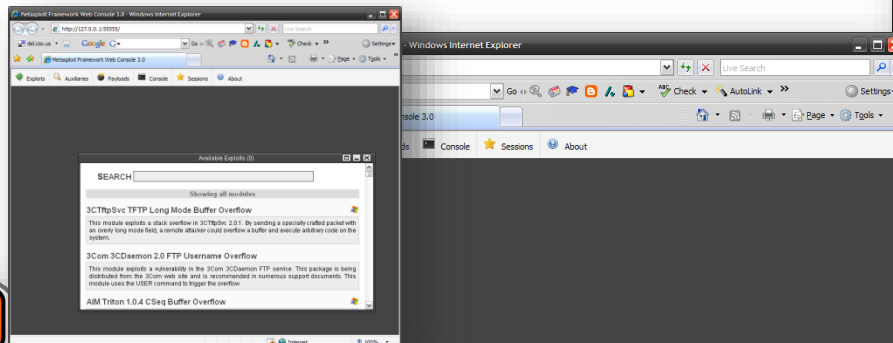 Metasploit Framework Web Console 3.0 - Windows Internet Explorer
http://127.0.0.1:55555/
Live Search
del.icio.us
Google G
Go
Check
Settings
Metasploit Framework Web Console 3.0
Page
Tools
Exploits
Auxiliaries
Payloads
Console
Sessions
About
Available Exploits (0)
SEARCH
Showing all modules
3CTftpSvc TFTP Long Mode Buffer Overflow
This module exploits a stack overflow in 3CTftpSvc 2.0.1. By sending a specially crafted packet with
an overly long mode field, a remote attacker could overflow a buffer and execute arbitrary code on the
system.
3Com 3CDaemon 2.0 FTP Username Overflow
This module exploits a vulnerability in the 3Com 3CDaemon FTP service. This package is being
distributed from the 3Com web site and is recommended in numerous support documents. This
module uses the USER command to trigger the overflow.
AIM Triton 1.0.4 CSeq Buffer Overflow
Internet
100%
- Windows Internet Explorer
Live Search
Go
Check
AutoLink
Settings
nsole 3.0
Page
Tools
ds
Console
Sessions
About